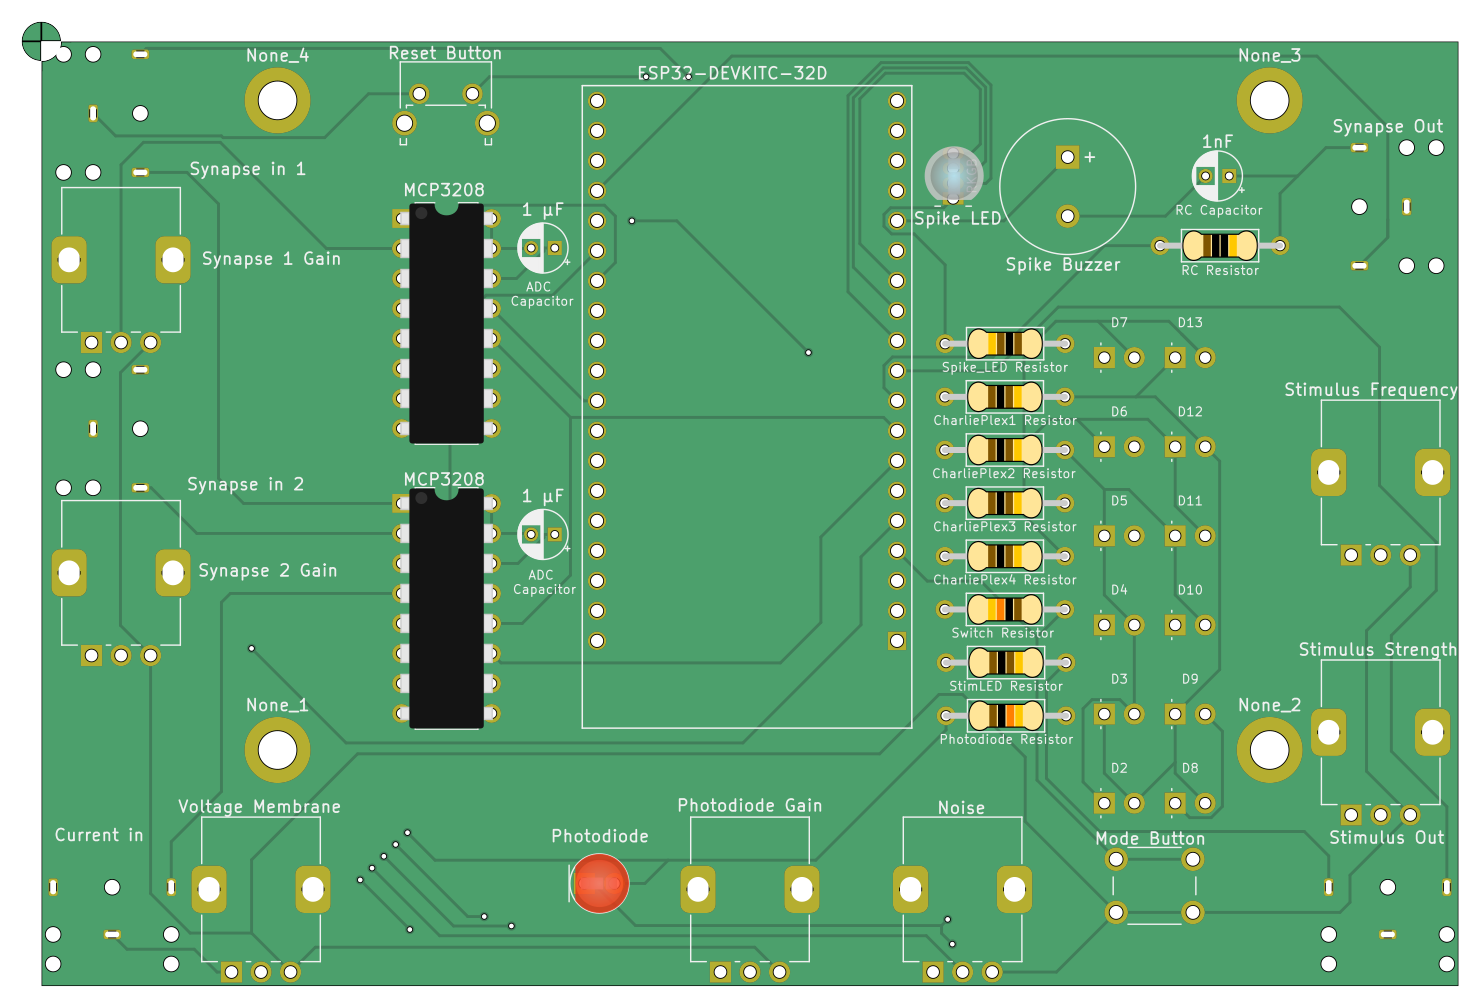 None_4
Reset Button
None_3
ESP32-DEVKITC-32D
Synapse Out
1nF
+
Synapse in 1
MCP3208
+
1 µF
RC Capacitor
Spike LED
Synapse 1 Gain
+
Spike Buzzer
RC Resistor
ADC
Capacitor
D7
D13
Spike_LED Resistor
Stimulus Frequency
D6
D12
CharliePlex1 Resistor
CharliePlex2 Resistor
MCP3208
Synapse in 2
1 µF
D5
D11
CharliePlex3 Resistor
+
Synapse 2 Gain
ADC
Capacitor
CharliePlex4 Resistor
D4
D10
Switch Resistor
Stimulus Strength
D3
D9
StimLED Resistor
None_1
None_2
Photodiode Resistor
D2
D8
Voltage Membrane
Photodiode Gain
Noise
Current in
Photodiode
Mode Button
Stimulus Out